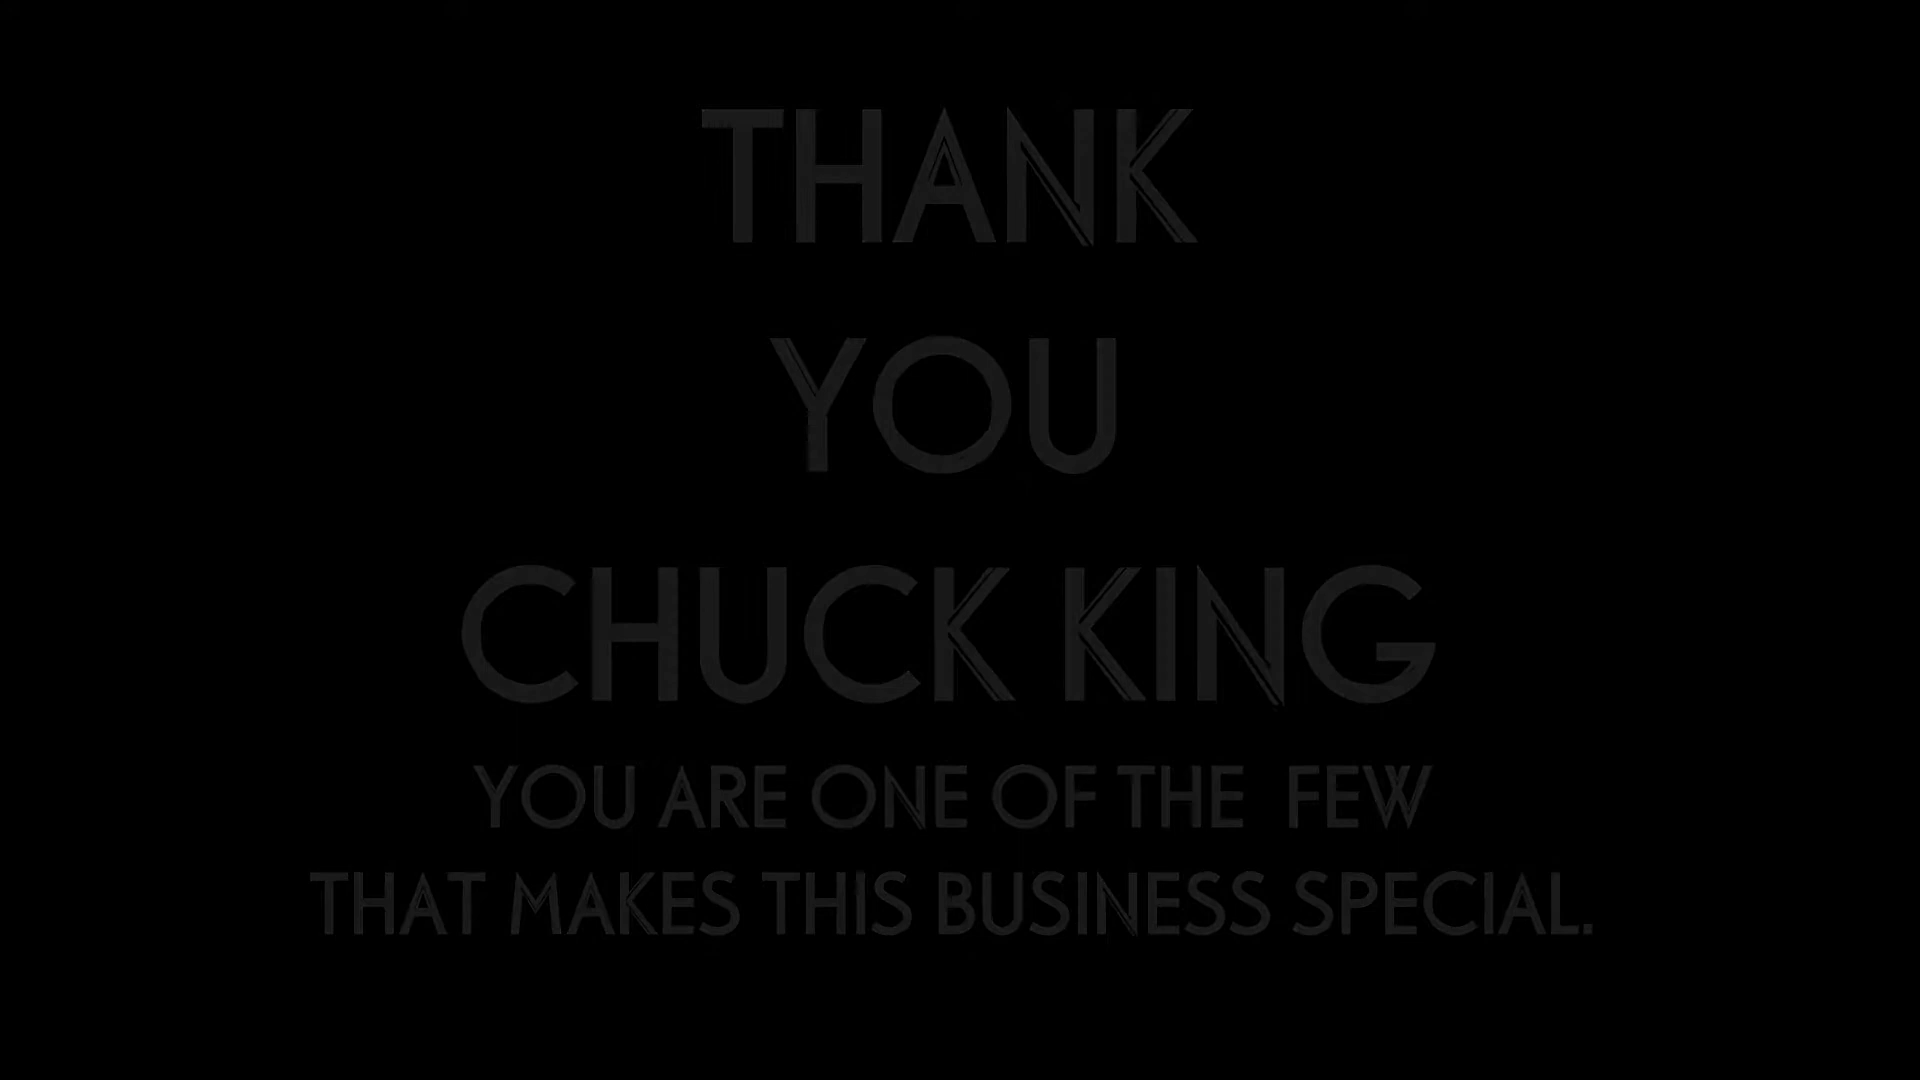 THANK
YOU
CHUCK KING
YOU ARE ONE OF THE FEW
THAT MAKES THIS BUSINESS SPECIAL.